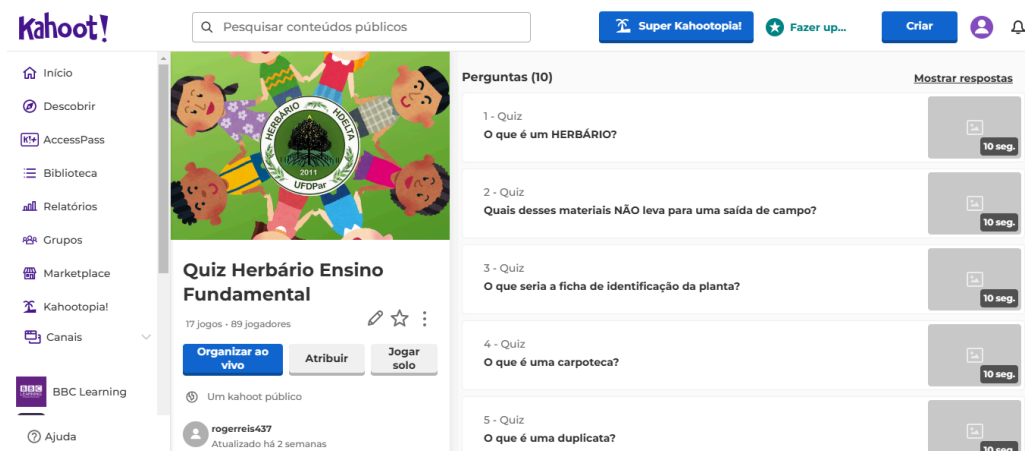 Kahoot!
Pesquisar conteúdos públicos
Super Kahootopia!
Fazer up...
Criar
Início
Descobrir
K!+ AccessPass
Biblioteca
Relatórios
Grupos
Marketplace
Kahootopia!
Canais
BBC LEARNING
BBC Learning
Ajuda
HERBÁRIO HDELTA
2011
UFDPar
Quiz Herbário Ensino
Fundamental
17 jogos · 89 jogadores
Organizar ao
vivo
Atribuir
Jogar
solo
Um kahoot público
rogerreis437
Atualizado há 2 semanas
Perguntas (10)
Mostrar respostas
1 - Quiz
O que é um HERBÁRIO?
10 seg.
2 - Quiz
Quais desses materiais NÃO leva para uma saída de campo?
10 seg.
3 - Quiz
O que seria a ficha de identificação da planta?
10 seg.
4 - Quiz
O que é uma carpoteca?
10 seg.
5 - Quiz
O que é uma duplicata?
10 seg.